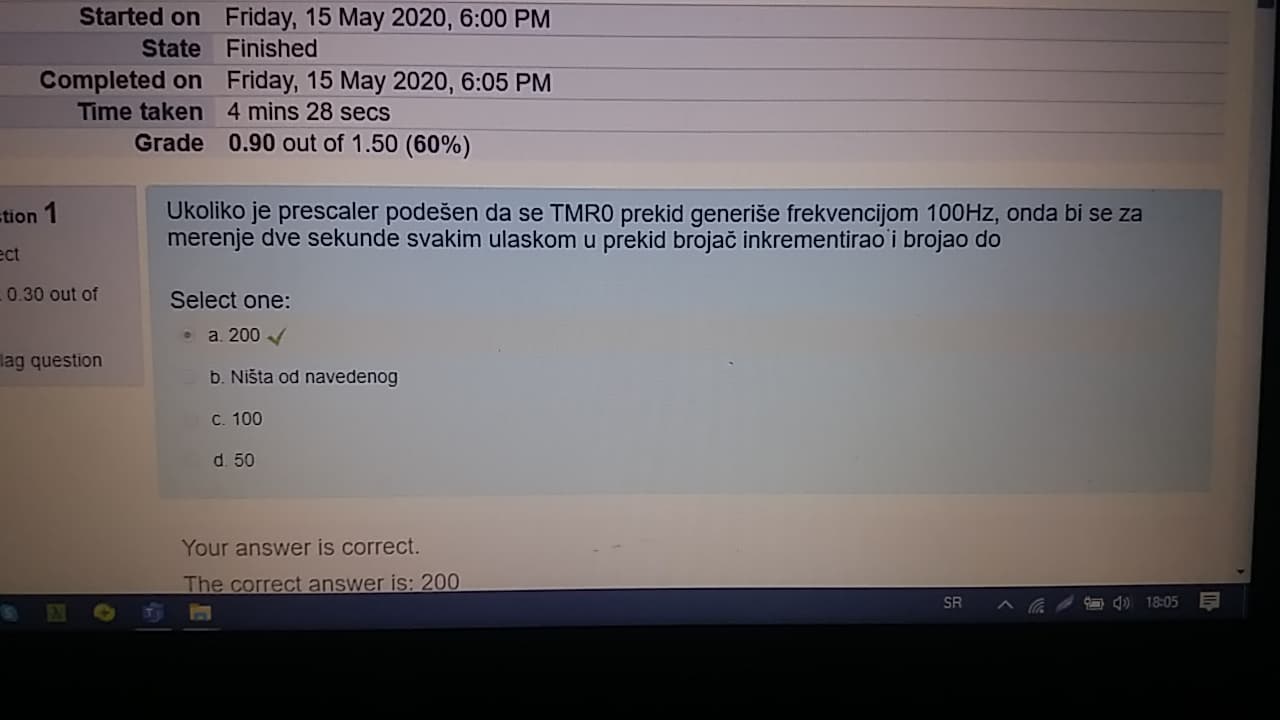 Started on Friday, 15 May 2020, 6:00 PM
State Finished
Completed on Friday, 15 May 2020, 6:05 PM
Time taken 4 mins 28 secs
Grade 0.90 out of 1.50 (60%)
tion 1
ect
0.30 out of
lag question
Ukoliko je prescaler podešen da se TMR0 prekid generiše frekvencijom 100Hz, onda bi se za
merenje dve sekunde svakim ulaskom u prekid brojač inkrementirao i brojao do
Select one:
a. 200
b. Ništa od navedenog
c. 100
d. 50
Your answer is correct.
The correct answer is: 200
SR 18:05